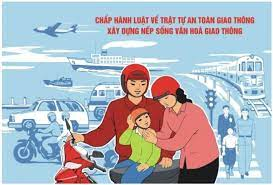 CHẤP HÀNH LUẬT VỀ TRẬT TỰ AN TOÀN GIAO THÔNG
XÂY DỰNG NẾP SỐNG VĂN HOÁ GIAO THÔNG